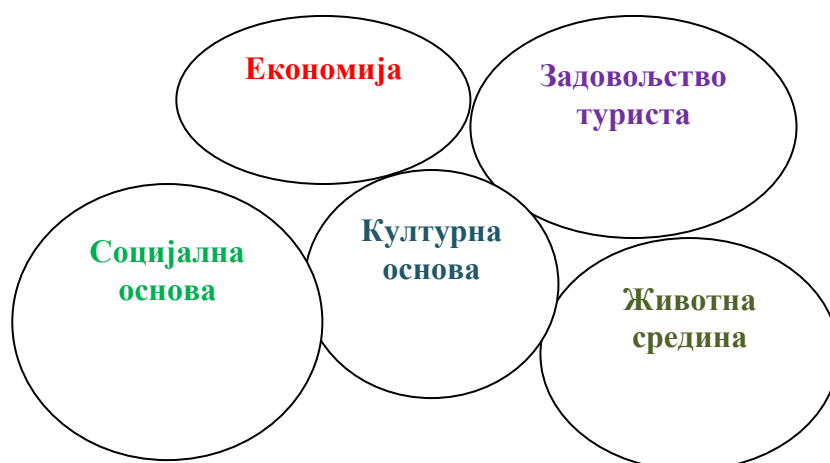 Економија
Задовољство
туриста
Социјална
основа
Културна
основа
Животна
средина